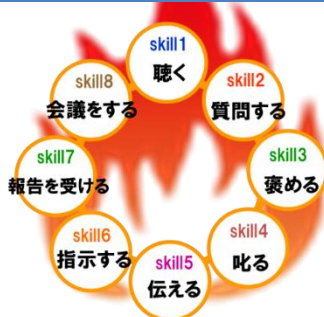 skill1
聴く
skill2
質問する
skill3
褒める
skill4
叱る
skill5
伝える
skill6
指示する
skill7
報告を受ける
skill8
会議をする